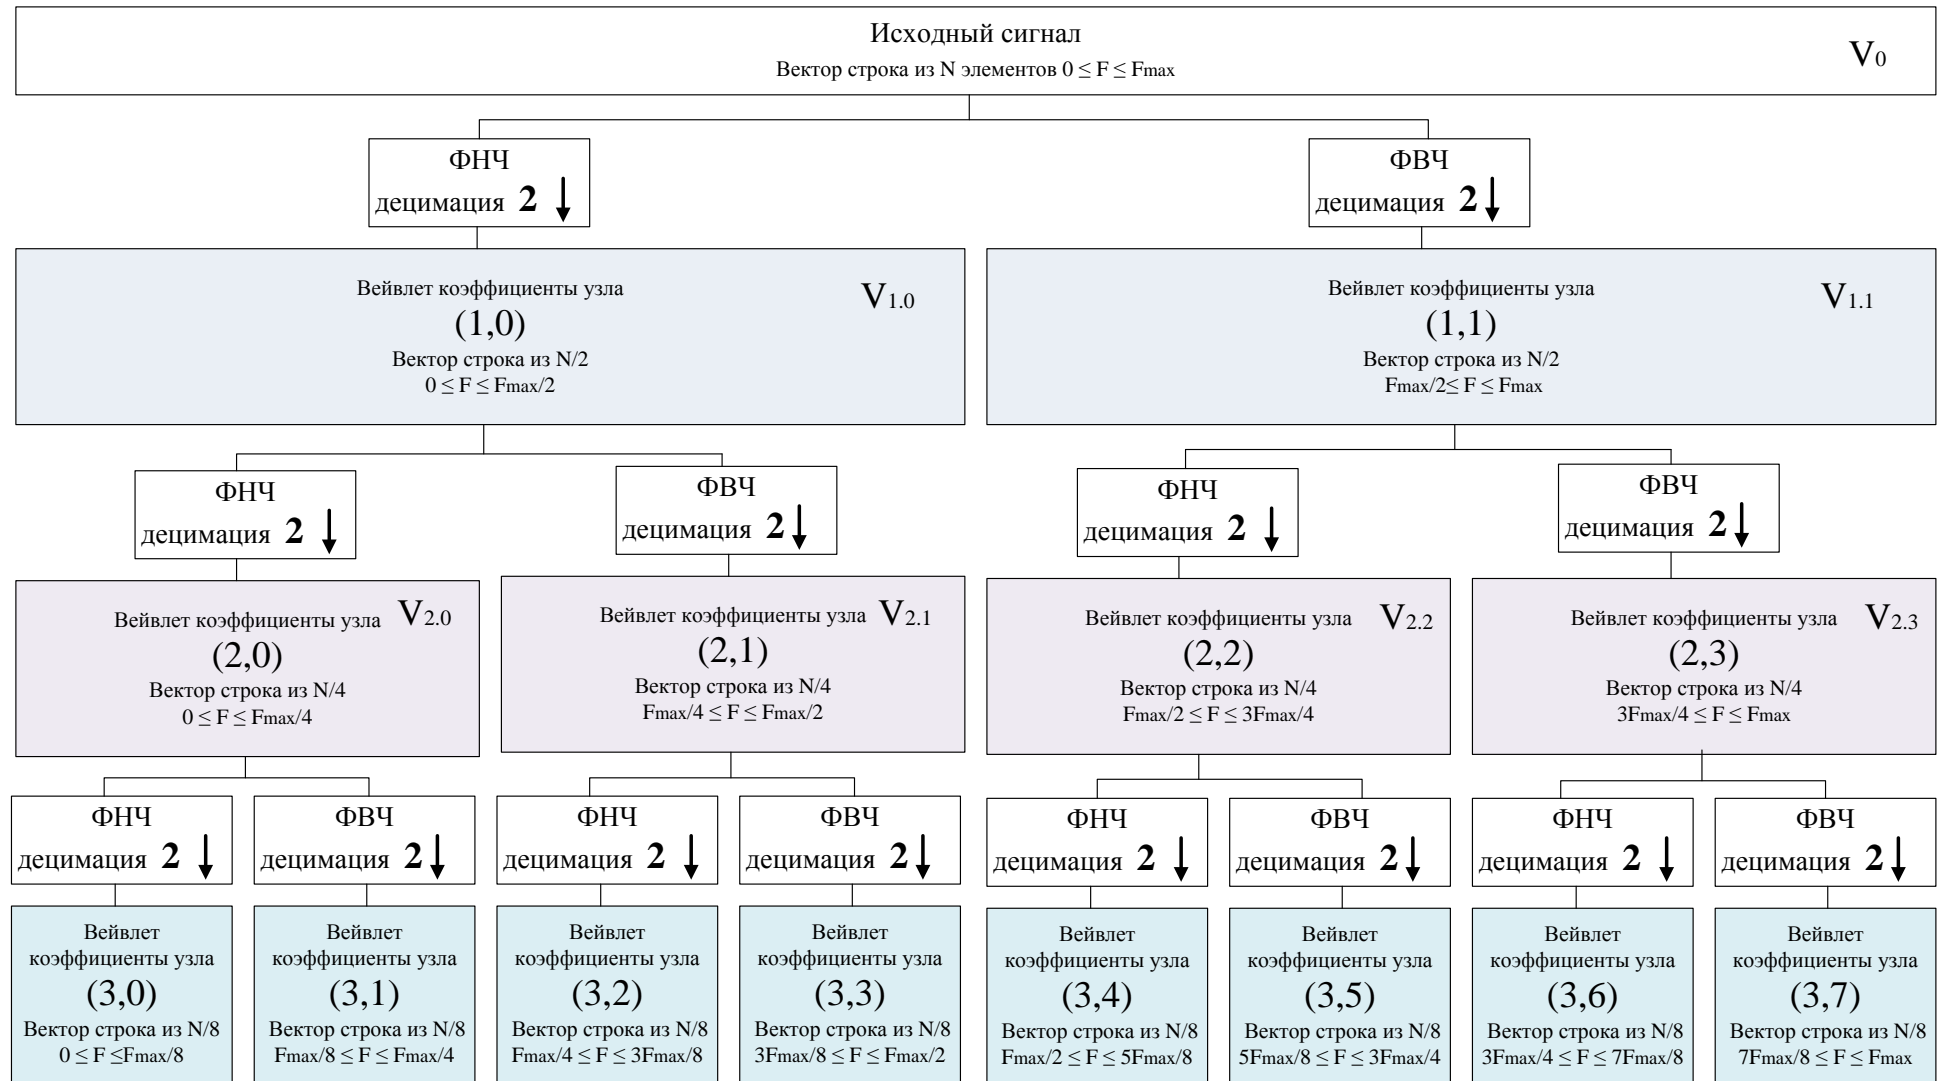 Исходный сигнал
Вектор строка из N элементов 0 ≤ F ≤ Fmax
V0
ФНЧ
децимация 2 ↓
ФВЧ
децимация 2 ↓
Вейвлет коэффициенты узла
V1.0
(1,0)
Вектор строка из N/2
0 ≤ F ≤ Fmax/2
Вейвлет коэффициенты узла
V1.1
(1,1)
Вектор строка из N/2
Fmax/2≤ F ≤ Fmax
ФНЧ
децимация 2 ↓
ФВЧ
децимация 2 ↓
ФНЧ
децимация 2 ↓
ФВЧ
децимация 2 ↓
Вейвлет коэффициенты узла V2.0
(2,0)
Вектор строка из N/4
0 ≤ F ≤ Fmax/4
Вейвлет коэффициенты узла V2.1
(2,1)
Вектор строка из N/4
Fmax/4 ≤ F ≤ Fmax/2
Вейвлет коэффициенты узла V2.2
(2,2)
Вектор строка из N/4
Fmax/2 ≤ F ≤ 3Fmax/4
Вейвлет коэффициенты узла V2.3
(2,3)
Вектор строка из N/4
3Fmax/4 ≤ F ≤ Fmax
ФНЧ
децимация 2 ↓
ФВЧ
децимация 2 ↓
ФНЧ
децимация 2 ↓
ФВЧ
децимация 2 ↓
ФНЧ
децимация 2 ↓
ФВЧ
децимация 2 ↓
ФНЧ
децимация 2 ↓
ФВЧ
децимация 2 ↓
Вейвлет
коэффициенты узла
(3,0)
Вектор строка из N/8
0 ≤ F ≤Fmax/8
Вейвлет
коэффициенты узла
(3,1)
Вектор строка из N/8
Fmax/8 ≤ F ≤ Fmax/4
Вейвлет
коэффициенты узла
(3,2)
Вектор строка из N/8
Fmax/4 ≤ F ≤ 3Fmax/8
Вейвлет
коэффициенты узла
(3,3)
Вектор строка из N/8
3Fmax/8 ≤ F ≤ Fmax/2
Вейвлет
коэффициенты узла
(3,4)
Вектор строка из N/8
Fmax/2 ≤ F ≤ 5Fmax/8
Вейвлет
коэффициенты узла
(3,5)
Вектор строка из N/8
5Fmax/8 ≤ F ≤ 3Fmax/4
Вейвлет
коэффициенты узла
(3,6)
Вектор строка из N/8
3Fmax/4 ≤ F ≤ 7Fmax/8
Вейвлет
коэффициенты узла
(3,7)
Вектор строка из N/8
7Fmax/8 ≤ F ≤ Fmax